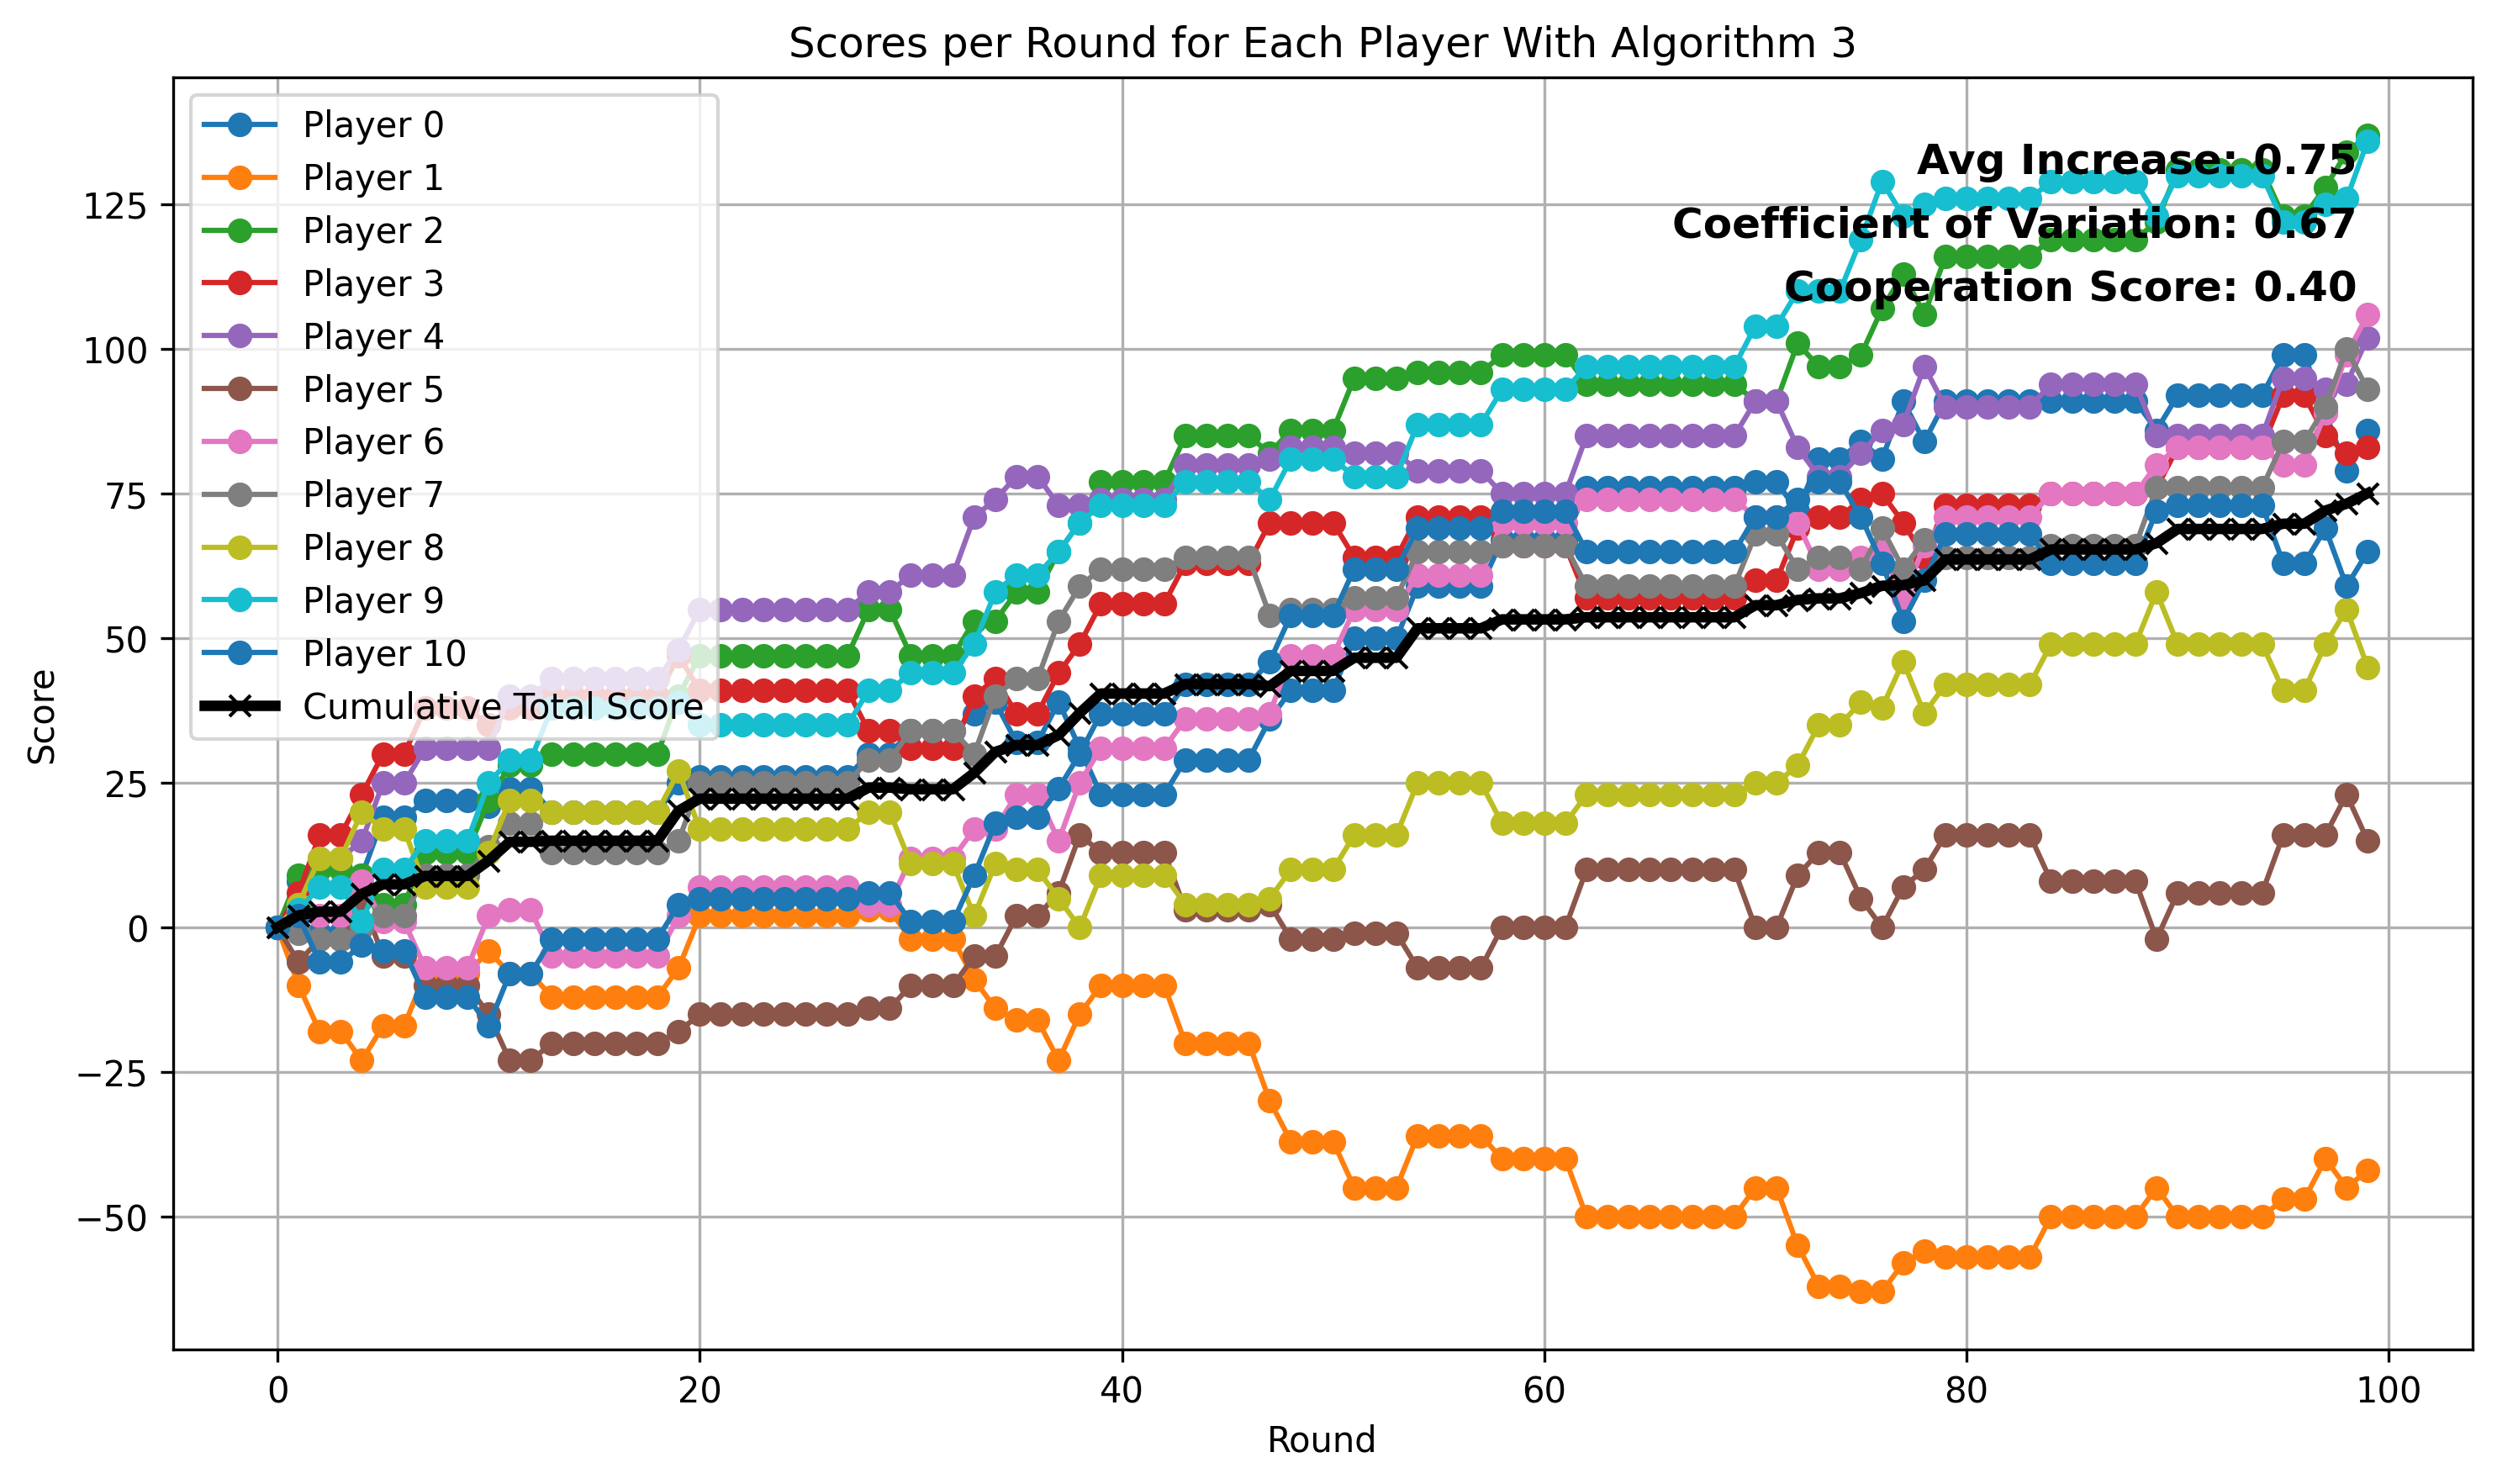 Scores per Round for Each Player With Algorithm 3
Player 0
Player 1
Player 2
Player 3
Player 4
Player 5
Player 6
Player 7
Player 8
Player 9
Player 10
Cumulative Total Score
Avg Increase: 0.75
Coefficient of Variation: 0.67
Cooperation Score: 0.40
Score
125
100
75
50
25
0
−25
−50
0
20
40
60
80
100
Round